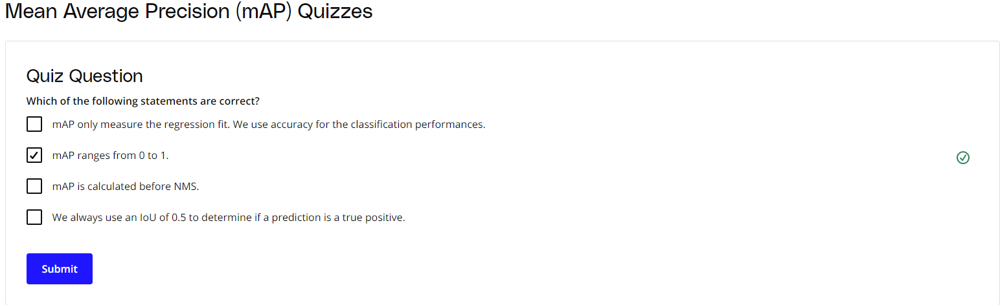 Mean Average Precision (mAP) Quizzes
Quiz Question
Which of the following statements are correct?
mAP only measure the regression fit. We use accuracy for the classification performances.
mAP ranges from 0 to 1.
mAP is calculated before NMS.
We always use an IoU of 0.5 to determine if a prediction is a true positive.
Submit